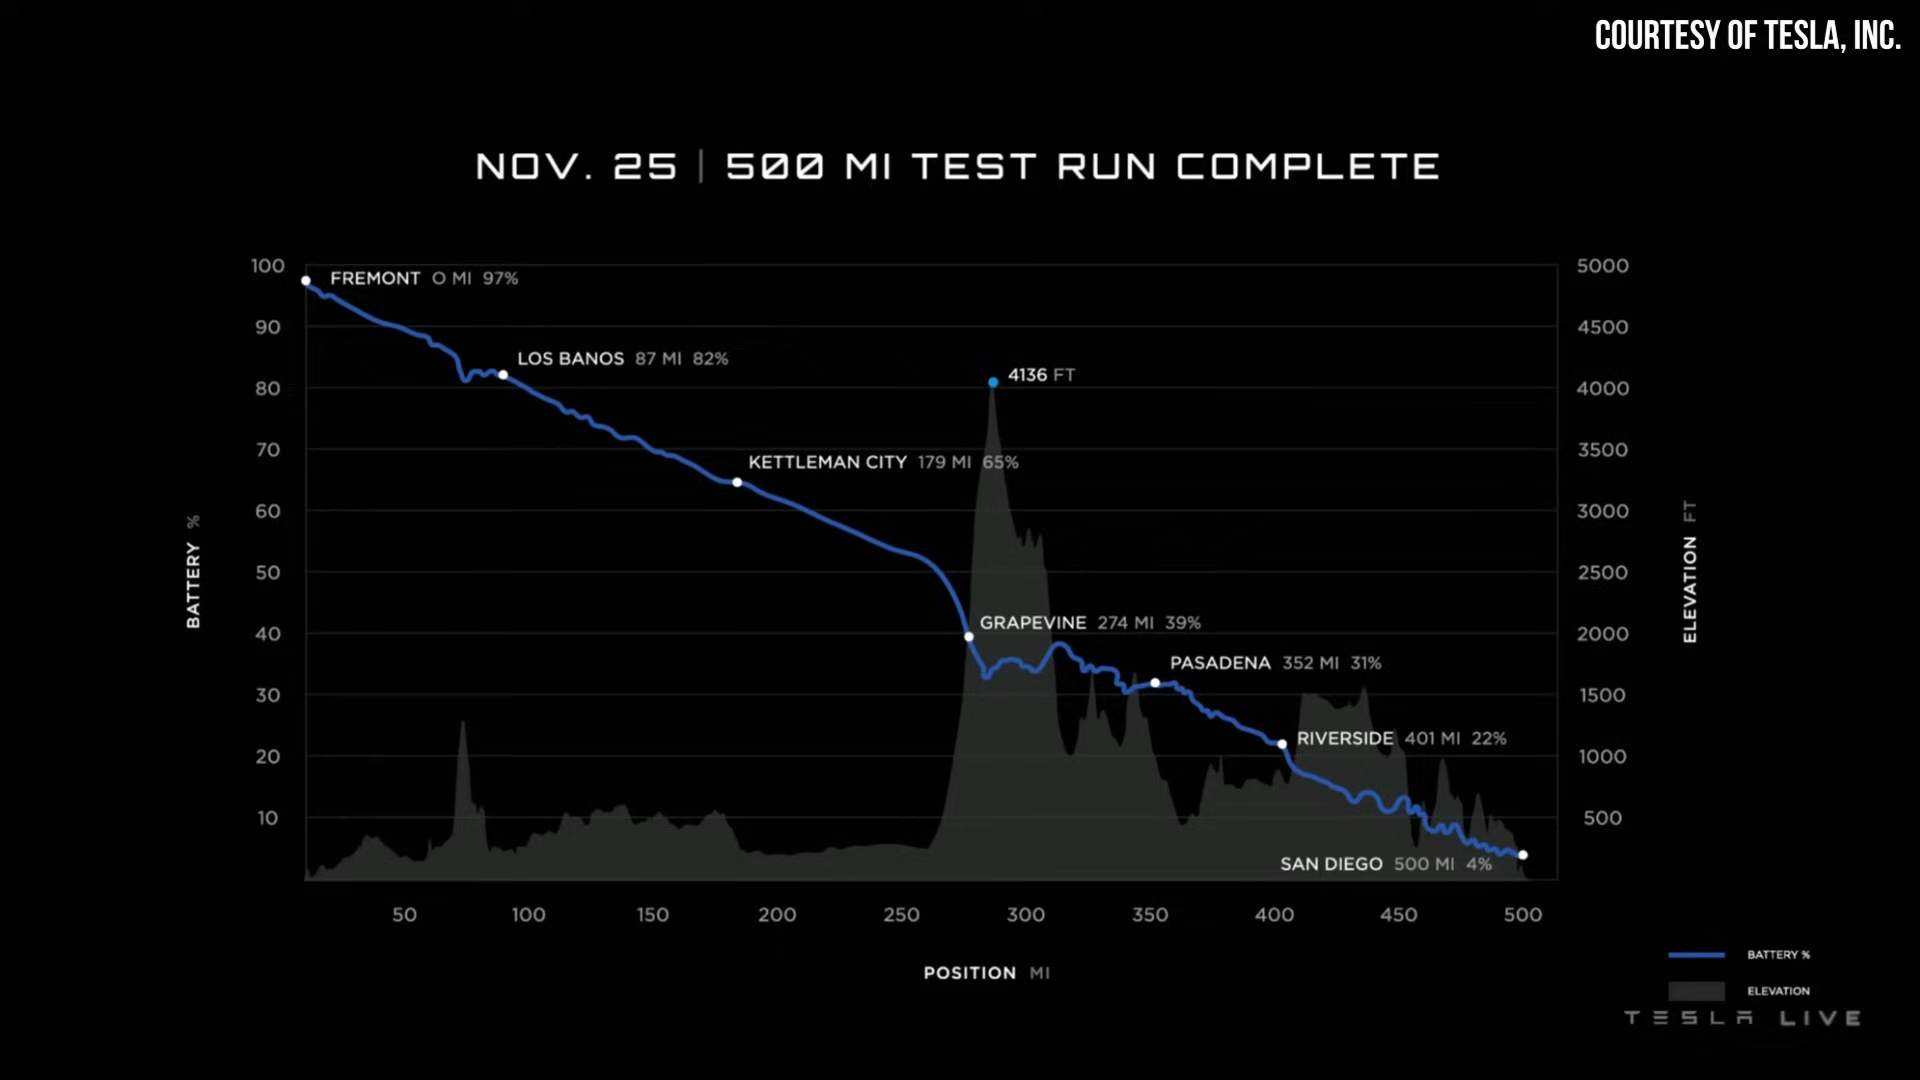 COURTESY OF TESLA, INC.
NOV. 25 | 500 MI TEST RUN COMPLETE
100
90
80
70
60
50
40
30
20
10
BATTERY %
FREMONT 0 MI 97%
LOS BANOS 87 MI 82%
4136 FT
KETTLEMAN CITY 179 MI 65%
GRAPEVINE 274 MI 39%
PASADENA 352 MI 31%
RIVERSIDE 401 MI 22%
SAN DIEGO 500 MI 4%
5000
4500
4000
3500
3000
2500
2000
1500
1000
500
ELEVATION FT
50 100 150 200 250 300 350 400 450 500
POSITION MI
BATTERY %
ELEVATION
TESLA LIVE